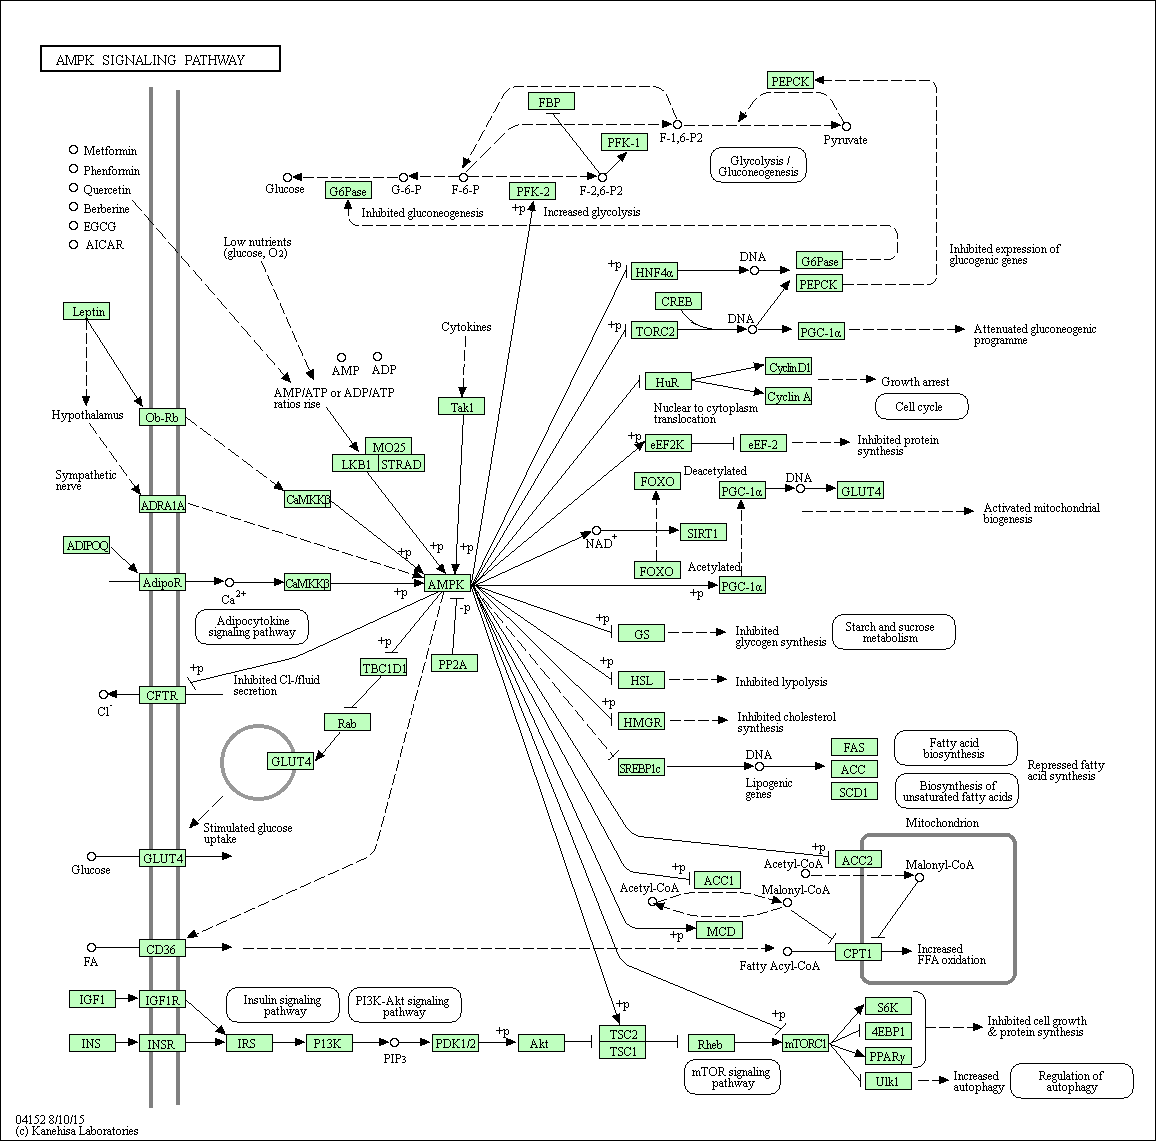 AMPK SIGNALING PATHWAY
PEPCK
FBP
F-1,6-P2
Pyruvate
PFK-1
Metformin
Phenformin
Quercetin
Berberine
EGCG
AICAR
Glycolysis /
Gluconeogenesis
Glucose
G6Pase
G-6-P
F-6-P
PFK-2
F-2,6-P2
+p
Inhibited gluconeogenesis
Increased glycolysis
Low nutrients
(glucose, O2)
Inhibited expression of
glucogenic genes
+p
HNF4α
DNA
G6Pase
PEPCK
CREB
Leptin
Cytokines
+p
TORC2
DNA
PGC-1α
Attenuated gluconeogenic
programme
AMP
ADP
AMP/ATP or ADP/ATP
ratios rise
HuR
CyclinD1
Cyclin A
Growth arrest
Cell cycle
Nuclear to cytoplasm
translocation
Hypothalamus
Ob-Rb
Tak1
MO25
LKB1
STRAD
+p
eEF2K
eEF-2
Inhibited protein
synthesis
Sympathetic
nerve
ADRA1A
CaMKKβ
FOXO
Deacetylated
PGC-1α
DNA
GLUT4
Activated mitochondrial
biogenesis
ADIPOQ
+p
+p
+p
NAD+
SIRT1
FOXO
Acetylated
AdipoR
Ca2+
CaMKKβ
+p
AMPK
+p
PGC-1α
-p
Adipocytokine
signaling pathway
+p
GS
Inhibited
glycogen synthesis
Starch and sucrose
metabolism
+p
+p
TBC1D1
PP2A
+p
HSL
Inhibited lypolysis
Inhibited Cl-/fluid
secretion
Cl-
CFTR
Rab
+p
HMGR
Inhibited cholesterol
synthesis
GLUT4
SREBP1c
DNA
Lipogenic
genes
FAS
ACC
SCD1
Fatty acid
biosynthesis
Biosynthesis of
unsaturated fatty acids
Repressed fatty
acid synthesis
Stimulated glucose
uptake
Mitochondrion
Glucose
GLUT4
+p
ACC2
Acetyl-CoA
Malonyl-CoA
+p
ACC1
Acetyl-CoA
Malonyl-CoA
+p
MCD
FA
CD36
Fatty Acyl-CoA
CPT1
Increased
FFA oxidation
IGF1
IGF1R
Insulin signaling
pathway
PI3K-Akt signaling
pathway
+p
+p
S6K
4EBP1
PPARγ
Inhibited cell growth
& protein synthesis
INS
INSR
IRS
P13K
PIP3
PDK1/2
+p
Akt
TSC2
TSC1
Rheb
mTORC1
mTOR signaling
pathway
Ulk1
Increased
autophagy
Regulation of
autophagy
04152 8/10/15
(c) Kanehisa Laboratories